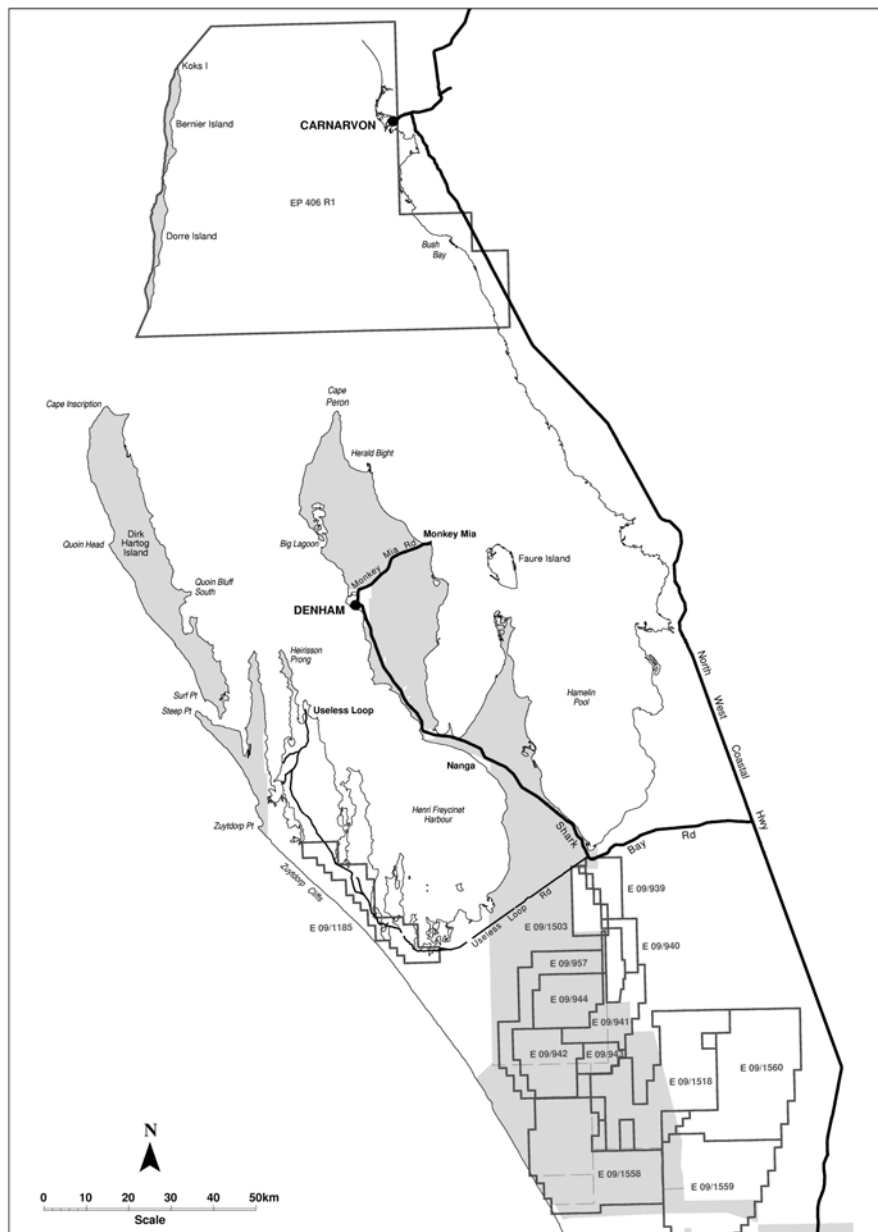 Koks I
Bernier Island
CARNARVON
EP 406 R1
Dorre Island
Bush
Bay
Cape
Peron
Cape Inscription
Herald Bight
Monkey Mia
Monkey Mia Rd
Big Lagoon
Quoin Head
Dirk
Hartog
Island
Faure Island
Quoin Bluff
South
DENHAM
Heirisson
Prong
North West Coastal Hwy
Surf Pt
Steep Pt
Useless Loop
Hamelin
Pool
Nanga
Henri Freycinet
Harbour
Zuytdorp Pt
Shark Bay Rd
Zuytdorp Cliffs
E 09/939
Useless Loop Rd
E 09/1185
E 09/1503
E 09/940
E 09/957
E 09/944
E 09/941
E 09/942
E 09/943
E 09/1518
E 09/1560
N
E 09/1558
E 09/1559
0 10 20 30 40 50km
Scale